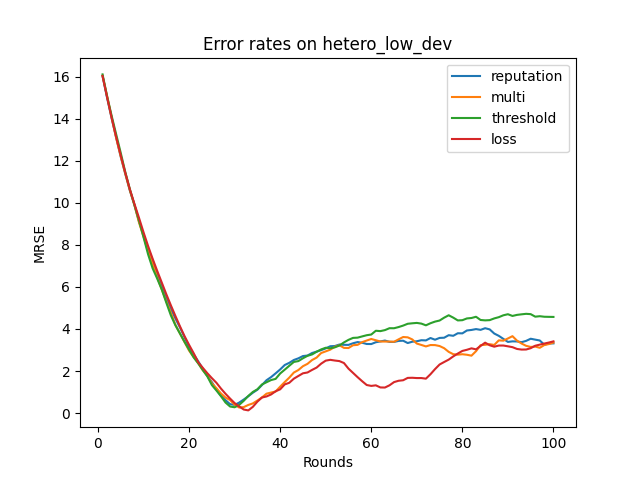 Error rates on hetero_low_dev
reputation
multi
threshold
loss
MRSE
16
14
12
10
8
6
4
2
0
0 20 40 60 80 100
Rounds